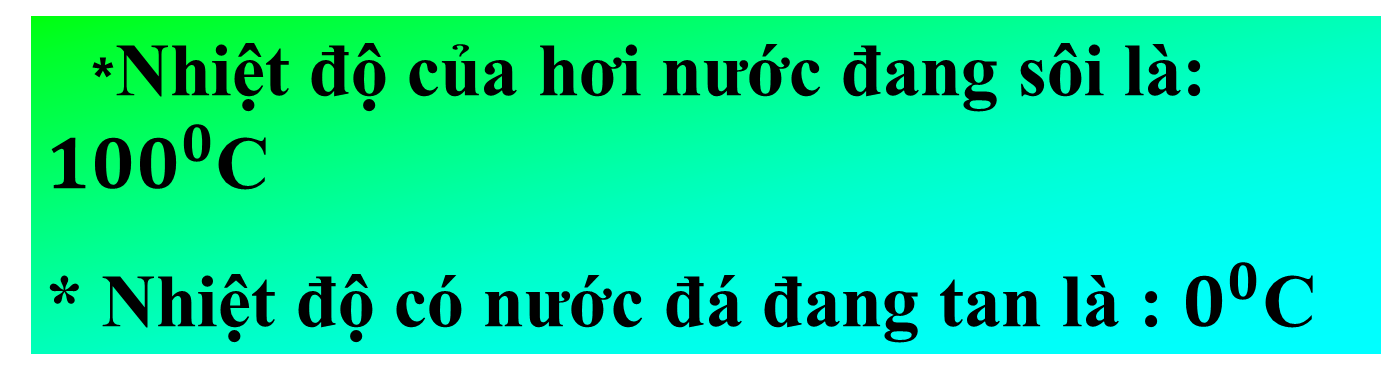 *Nhiệt độ của hơi nước đang sôi là:
100⁰C
* Nhiệt độ có nước đá đang tan là : 0⁰C